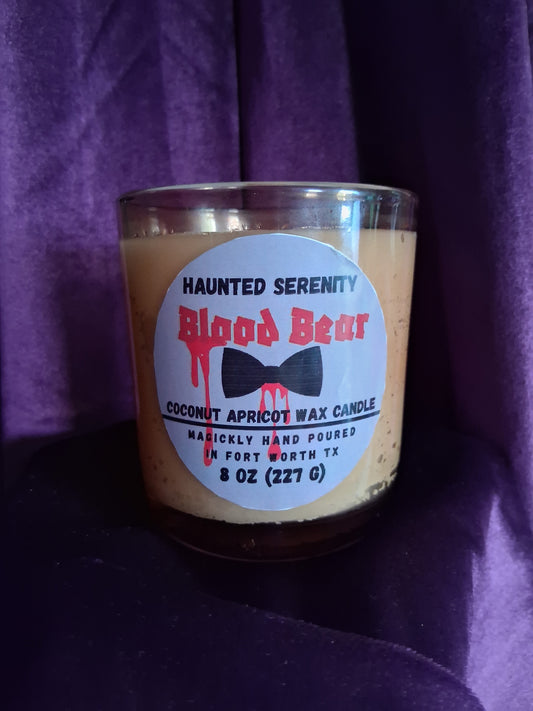 HAUNTED SERENITY
Blood Bear
COCONUT APRICOT WAX CANDLE
MAGICKLY HAND POURED
IN FORT WORTH TX
8 OZ (227 G)